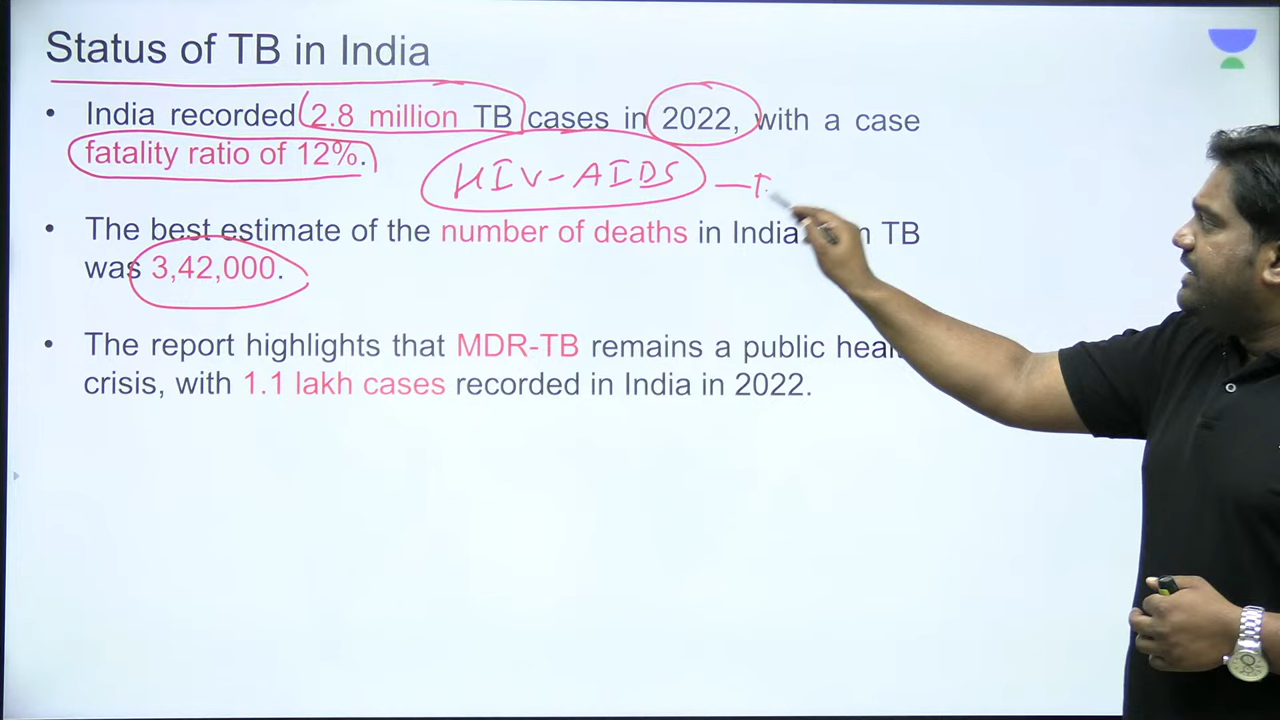 Status of TB in India
• India recorded 2.8 million TB cases in 2022, with a case
fatality ratio of 12%.
HIV-AIDS —
• The best estimate of the number of deaths in India TB
was 3,42,000.
• The report highlights that MDR-TB remains a public
crisis, with 1.1 lakh cases recorded in India in 2022.